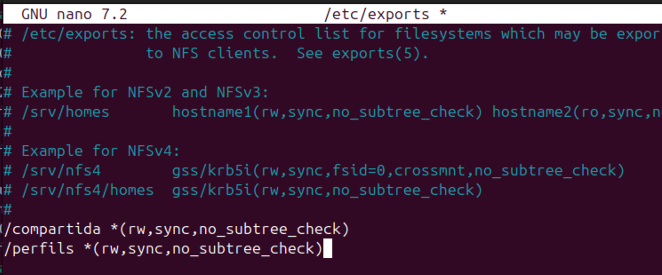 GNU nano 7.2 /etc/exports *
# /etc/exports: the access control list for filesystems which may be expor
# to NFS clients. See exports(5).
#
# Example for NFSv2 and NFSv3:
# /srv/homes hostname1(rw,sync,no_subtree_check) hostname2(ro,sync,n
#
# Example for NFSv4:
# /srv/nfs4 gss/krb5i(rw,sync,fsid=0,crossmnt,no_subtree_check)
# /srv/nfs4/homes gss/krb5i(rw,sync,no_subtree_check)
#
/compartida *(rw,sync,no_subtree_check)
/perfils *(rw,sync,no_subtree_check)